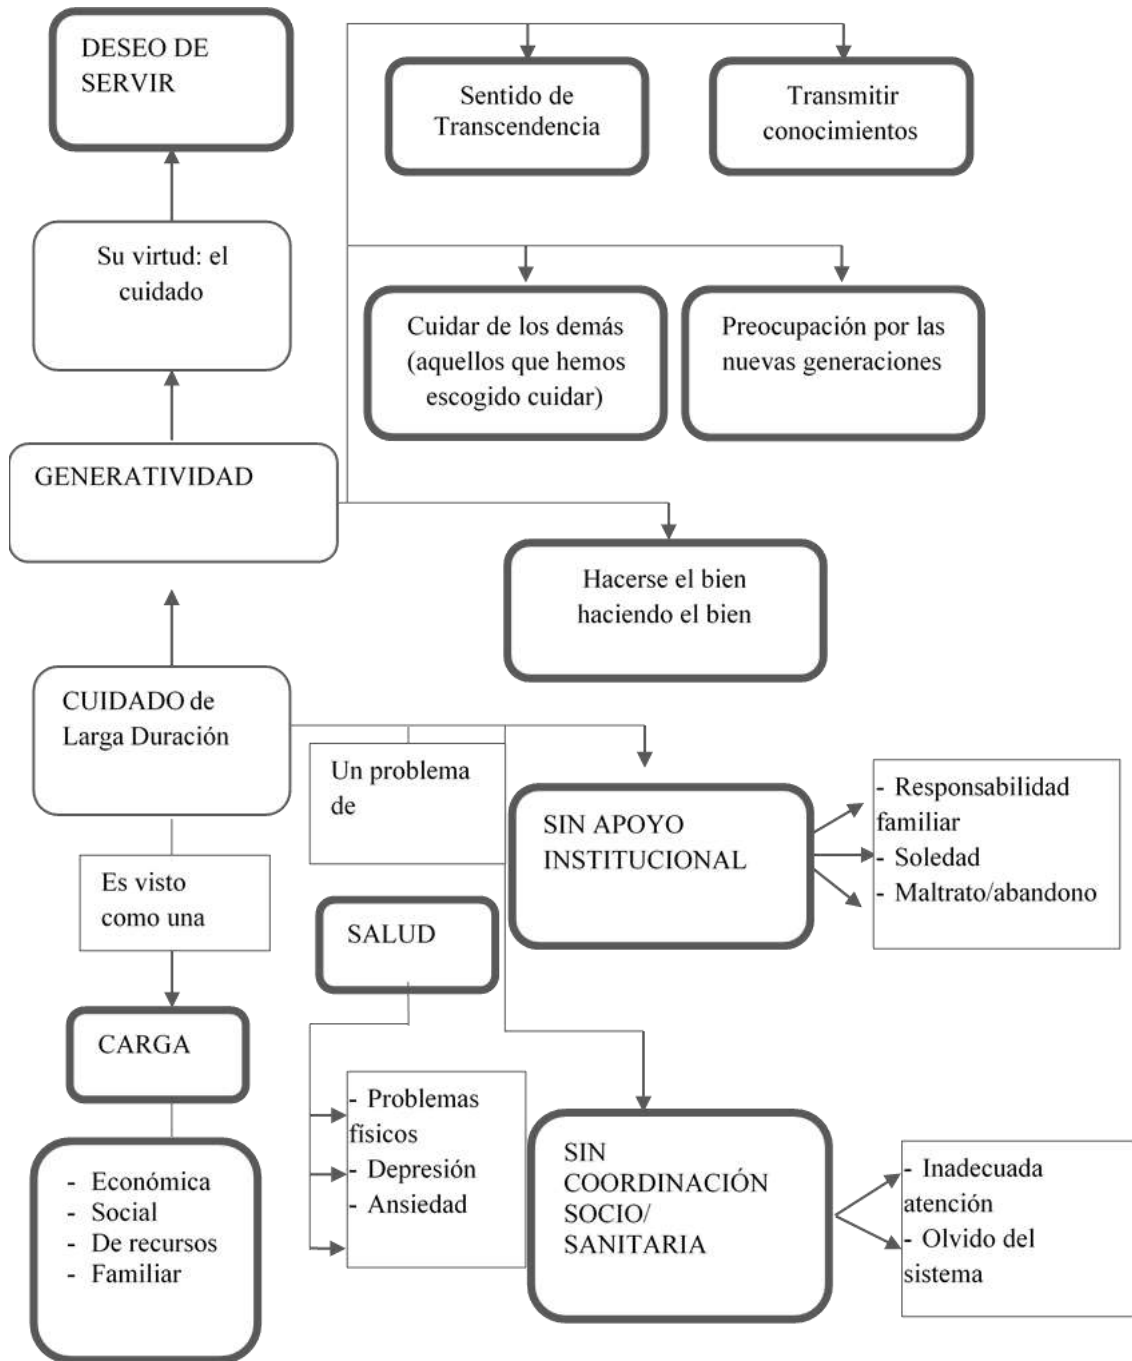 DESEO DE
SERVIR
Sentido de
Transcendencia
Transmitir
conocimientos
Su virtud: el
cuidado
Cuidar de los demás
(aquellos que hemos
escogido cuidar)
Preocupación por las
nuevas generaciones
GENERATIVIDAD
Hacerse el bien
haciendo el bien
CUIDADO de
Larga Duración
Un problema
de
SIN APOYO
INSTITUCIONAL
- Responsabilidad
familiar
- Soledad
- Maltrato/abandono
Es visto
como una
SALUD
CARGA
- Problemas
físicos
- Depresión
- Ansiedad
SIN
COORDINACIÓN
SOCIO/
SANITARIA
- Inadecuada
atención
- Olvido del
sistema
- Económica
- Social
- De recursos
- Familiar